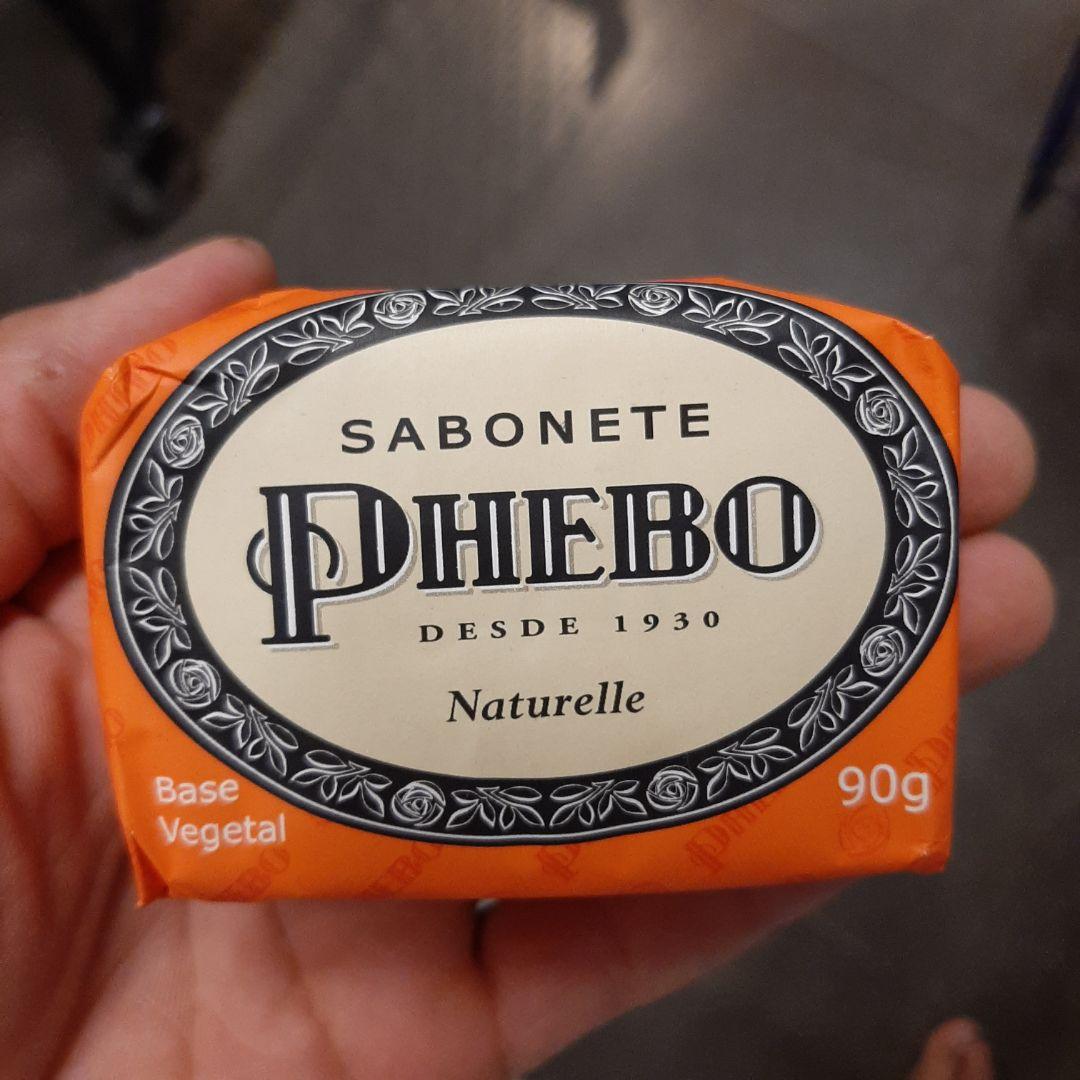 SABONETE
PHEBO
DESDE 1930
Naturelle
Base
Vegetal
90g